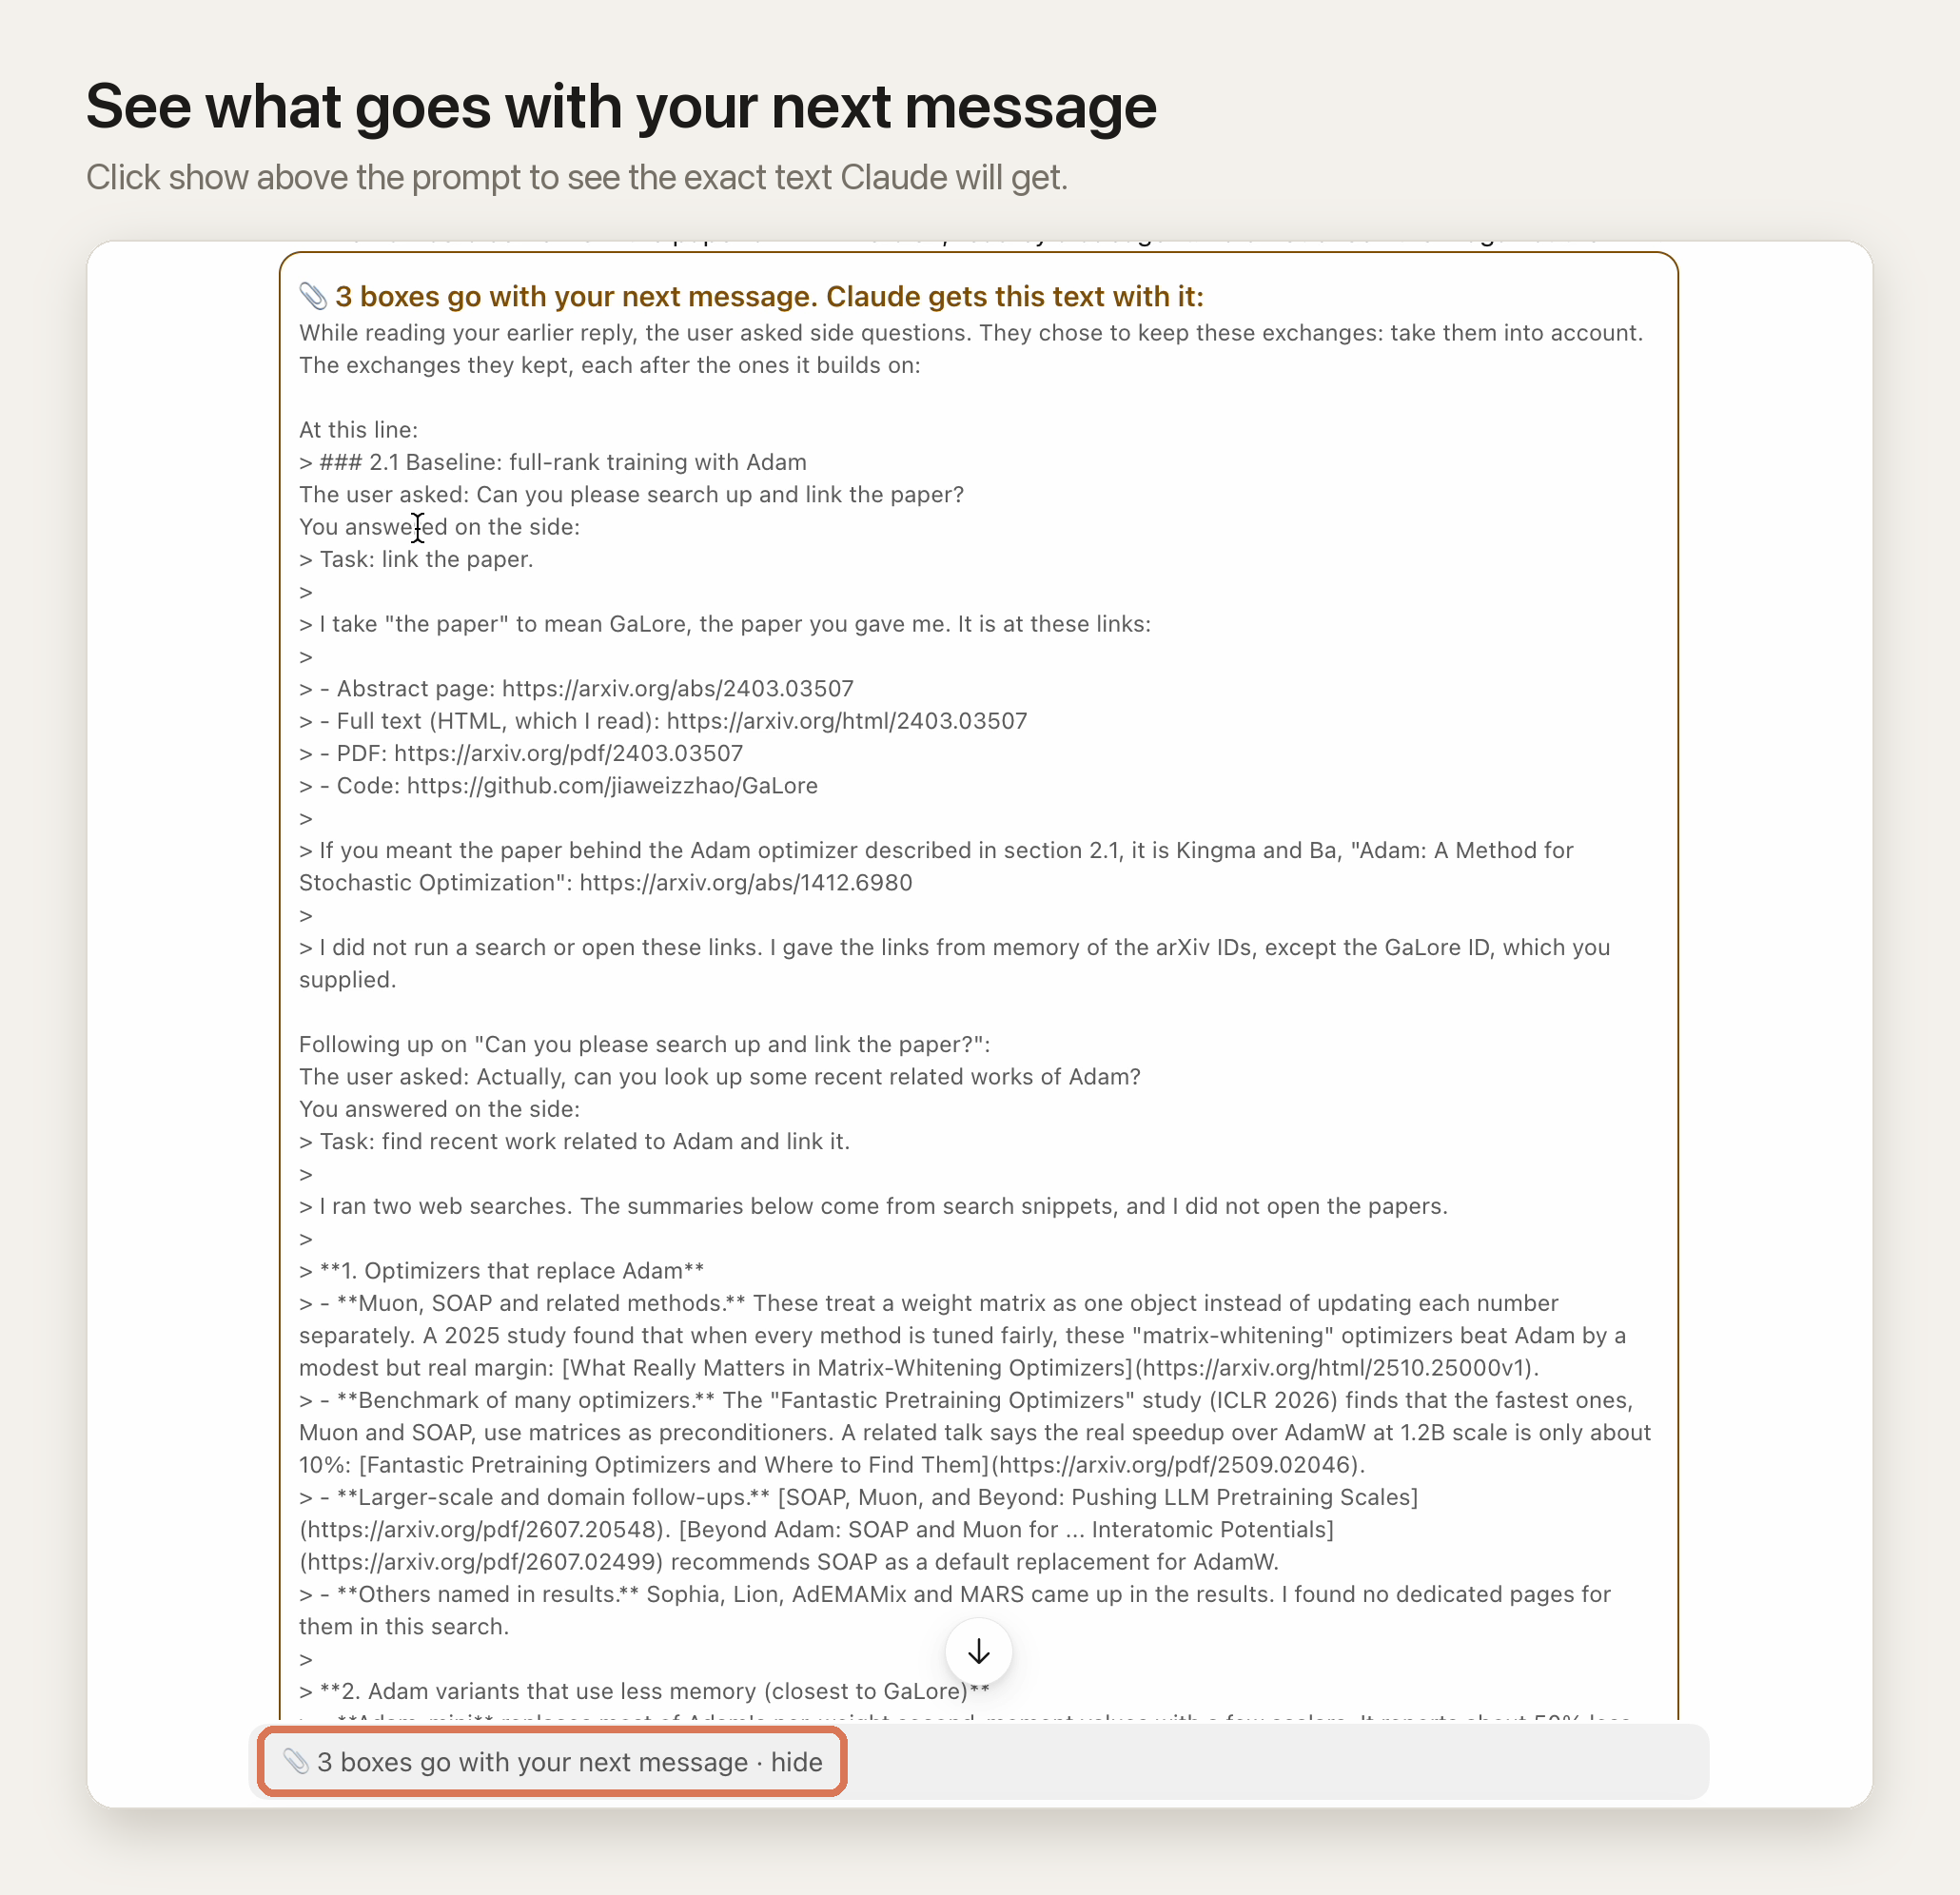 See what goes with your next message
Click show above the prompt to see the exact text Claude will get.
3 boxes go with your next message. Claude gets this text with it:
While reading your earlier reply, the user asked side questions. They chose to keep these exchanges: take them into account.
The exchanges they kept, each after the ones it builds on:
At this line:
> ### 2.1 Baseline: full-rank training with Adam
The user asked: Can you please search up and link the paper?
You answered on the side:
> Task: link the paper.
>
> I take "the paper" to mean GaLore, the paper you gave me. It is at these links:
>
> - Abstract page: https://arxiv.org/abs/2403.03507
> - Full text (HTML, which I read): https://arxiv.org/html/2403.03507
> - PDF: https://arxiv.org/pdf/2403.03507
> - Code: https://github.com/jiaweizzhao/GaLore
>
> If you meant the paper behind the Adam optimizer described in section 2.1, it is Kingma and Ba, "Adam: A Method for
Stochastic Optimization": https://arxiv.org/abs/1412.6980
>
> I did not run a search or open these links. I gave the links from memory of the arXiv IDs, except the GaLore ID, which you
supplied.
Following up on "Can you please search up and link the paper?":
The user asked: Actually, can you look up some recent related works of Adam?
You answered on the side:
> Task: find recent work related to Adam and link it.
>
> I ran two web searches. The summaries below come from search snippets, and I did not open the papers.
>
> **1. Optimizers that replace Adam**
> - **Muon, SOAP and related methods.** These treat a weight matrix as one object instead of updating each number
separately. A 2025 study found that when every method is tuned fairly, these "matrix-whitening" optimizers beat Adam by a
modest but real margin: [What Really Matters in Matrix-Whitening Optimizers](https://arxiv.org/html/2510.25000v1).
> - **Benchmark of many optimizers.** The "Fantastic Pretraining Optimizers" study (ICLR 2026) finds that the fastest ones,
Muon and SOAP, use matrices as preconditioners. A related talk says the real speedup over AdamW at 1.2B scale is only about
10%: [Fantastic Pretraining Optimizers and Where to Find Them](https://arxiv.org/pdf/2509.02046).
> - **Larger-scale and domain follow-ups.** [SOAP, Muon, and Beyond: Pushing LLM Pretraining Scales]
(https://arxiv.org/pdf/2607.20548). [Beyond Adam: SOAP and Muon for ... Interatomic Potentials]
(https://arxiv.org/pdf/2607.02499) recommends SOAP as a default replacement for AdamW.
> - **Others named in results.** Sophia, Lion, AdEMAMix and MARS came up in the results. I found no dedicated pages for
them in this search.
>
> **2. Adam variants that use less memory (closest to GaLore)**
3 boxes go with your next message · hide